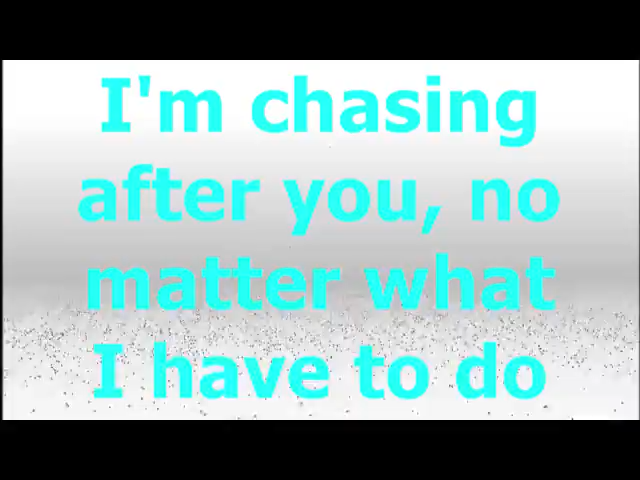 I'm chasing
after you, no
matter what
I have to do